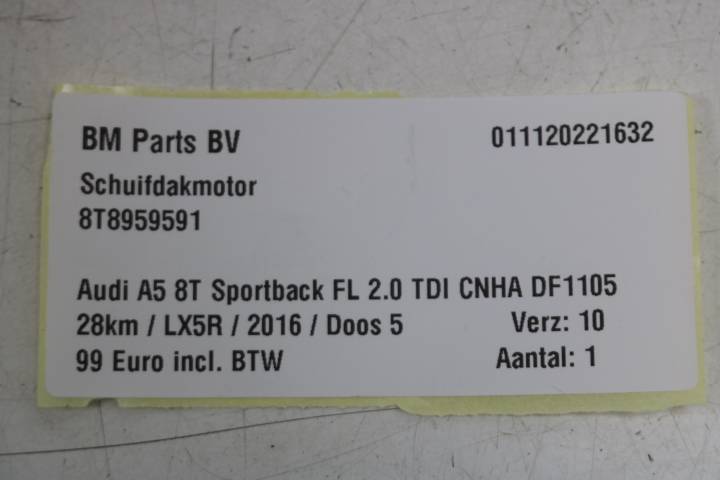 BM Parts BV 011120221632
Schuifdakmotor
8T8959591
Audi A5 8T Sportback FL 2.0 TDI CNHA DF1105
28km / LX5R / 2016 / Doos 5 Verz: 10
99 Euro incl. BTW Aantal: 1